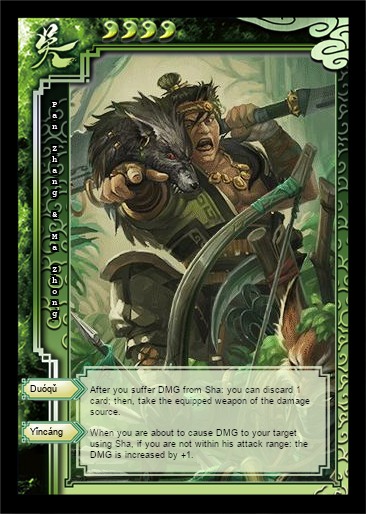 吳
Pan Zhang & Ma Zhong
Duóqǔ
After you suffer DMG from Sha: you can discard 1
card; then, take the equipped weapon of the damage
source.
Yǐncáng
When you are about to cause DMG to your target
using Sha, if you are not within his attack range: the
DMG is increased by +1.